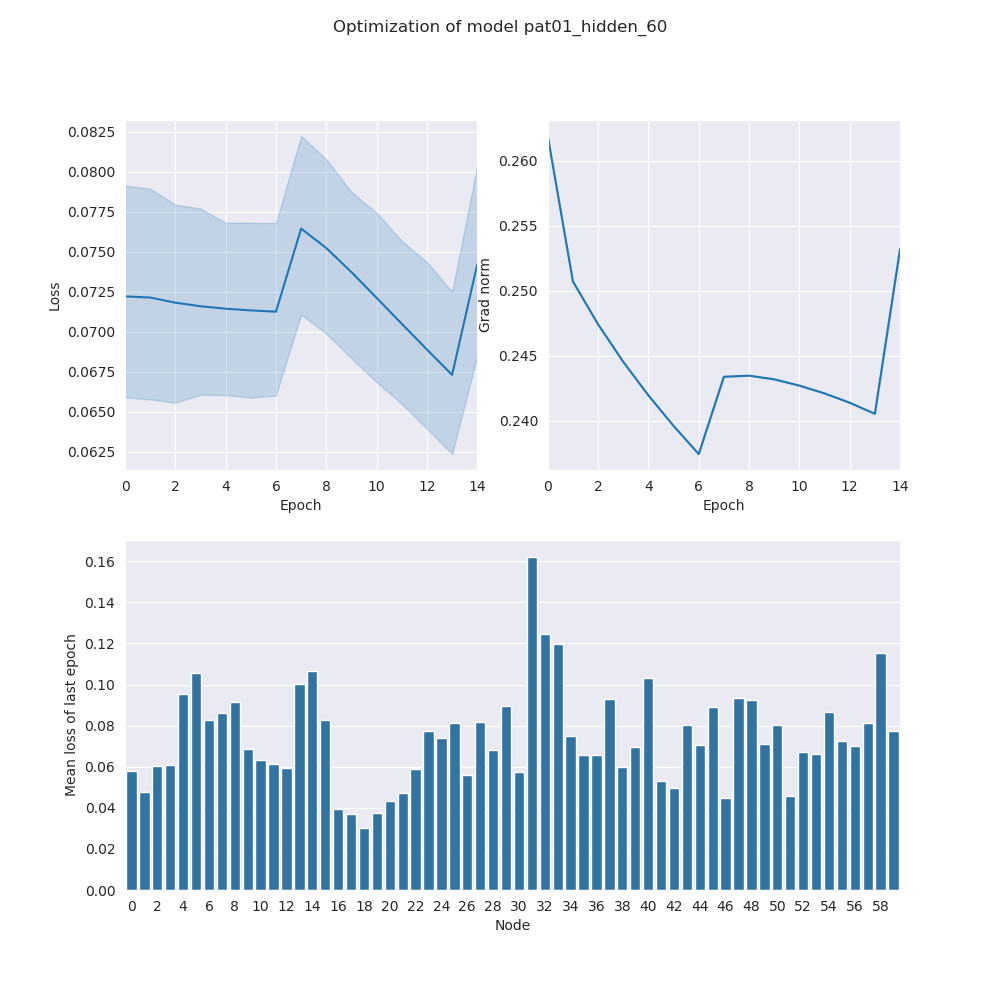 Optimization of model pat01_hidden_60
0.0825
0.0800
0.0775
0.0750
0.0725
0.0700
0.0675
0.0650
0.0625
Loss
0 2 4 6 8 10 12 14
Epoch
0.260
0.255
0.250
0.245
0.240
Grad norm
0 2 4 6 8 10 12 14
Epoch
0.16
0.14
0.12
0.10
0.08
0.06
0.04
0.02
0.00
Mean loss of last epoch
0 2 4 6 8 10 12 14 16 18 20 22 24 26 28 30 32 34 36 38 40 42 44 46 48 50 52 54 56 58
Node